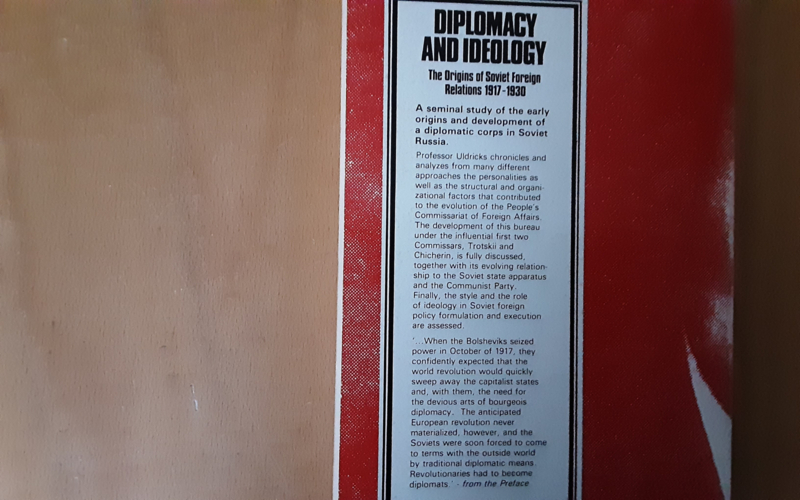 DIPLOMACY
AND IDEOLOGY
The Origins of Soviet Foreign
Relations 1917-1930
A seminal study of the early
origins and development of
a diplomatic corps in Soviet
Russia.
Professor Uldricks chronicles and
analyzes from many different
approaches the personalities as
well as the structural and organi-
zational factors that contributed
to the evolution of the People's
Commissariat of Foreign Affairs.
The development of this bureau
under the influential first two
Commissars, Trotskii and
Chicherin, is fully discussed,
together with its evolving relation-
ship to the Soviet state apparatus
and the Communist Party.
Finally, the style and the role
of ideology in Soviet foreign
policy formulation and execution
are assessed.
'...When the Bolsheviks seized
power in October of 1917, they
confidently expected that the
world revolution would quickly
sweep away the capitalist states
and, with them, the need for
the devious arts of bourgeois
diplomacy. The anticipated
European revolution never
materialized, however, and the
Soviets were soon forced to come
to terms with the outside world
by traditional diplomatic means.
Revolutionaries had to become
diplomats.' - from the Preface